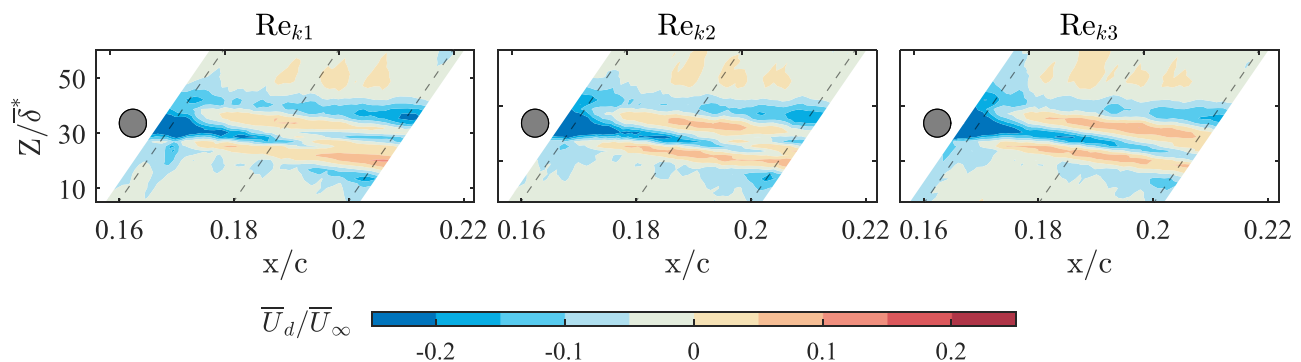 Re_{k1} Re_{k2} Re_{k3}
Z/\overline{δ}^*
50
30
10
0.16 0.18 0.2 0.22 0.16 0.18 0.2 0.22 0.16 0.18 0.2 0.22
x/c x/c x/c
\overline{U}_d/\overline{U}_∞
-0.2 -0.1 0 0.1 0.2